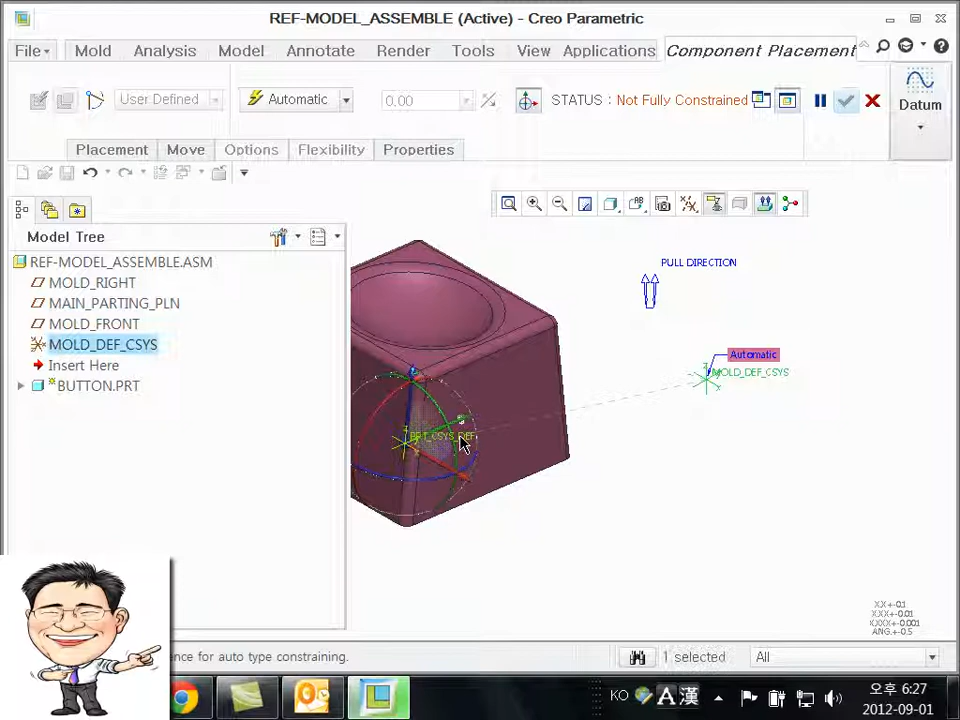 REF-MODEL_ASSEMBLE (Active) - Creo Parametric
File Mold Analysis Model Annotate Render Tools View Applications Component Placement
User Defined Automatic 0.00 STATUS : Not Fully Constrained Datum
Placement Move Options Flexibility Properties
Model Tree
REF-MODEL_ASSEMBLE.ASM
MOLD_RIGHT
MAIN_PARTING_PLN
MOLD_FRONT
MOLD_DEF_CSYS
Insert Here
BUTTON.PRT
PULL DIRECTION
Automatic
MOLD_DEF_CSYS
PRT_CSYS_DEF
X.X+-0.1
X.XX+-0.01
X.XXX+-0.001
ANG.+-0.5
ence for auto type constraining. 1 selected All
KO A 漢 오후 6:27
2012-09-01